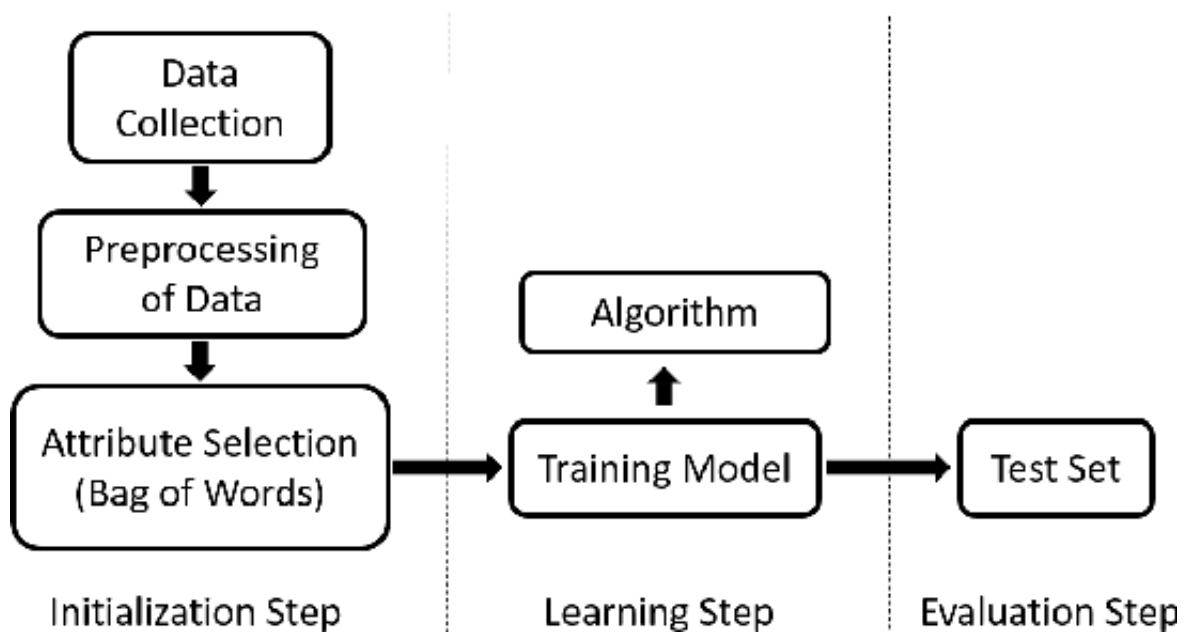 Data
Collection
Preprocessing
of Data
Attribute Selection
(Bag of Words)
Initialization Step
Algorithm
Training Model
Learning Step
Test Set
Evaluation Step